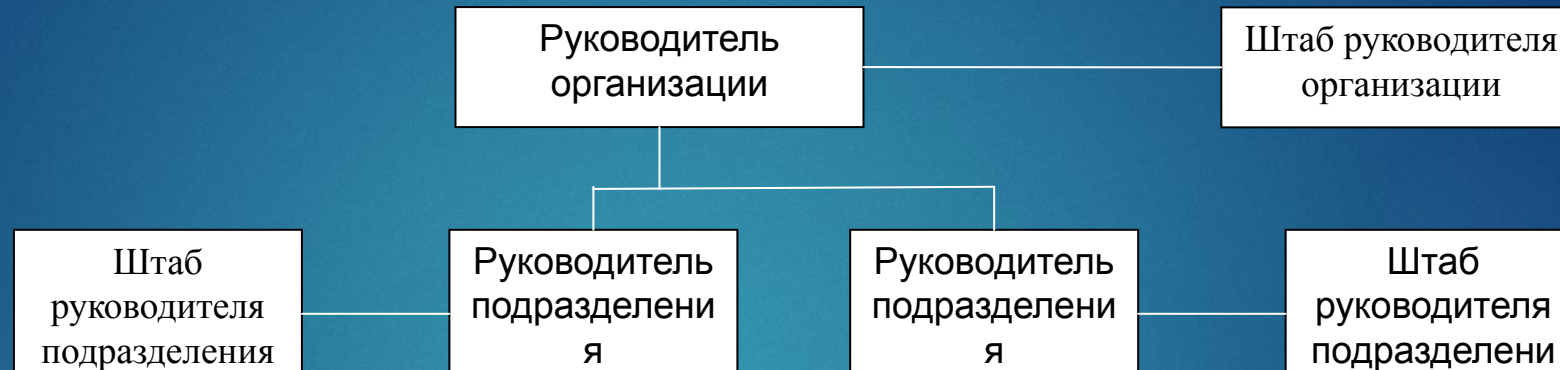 Руководитель
организации
Штаб руководителя
организации
Штаб
руководителя
подразделения
Руководитель
подразделени
я
Руководитель
подразделени
я
Штаб
руководителя
подразделени